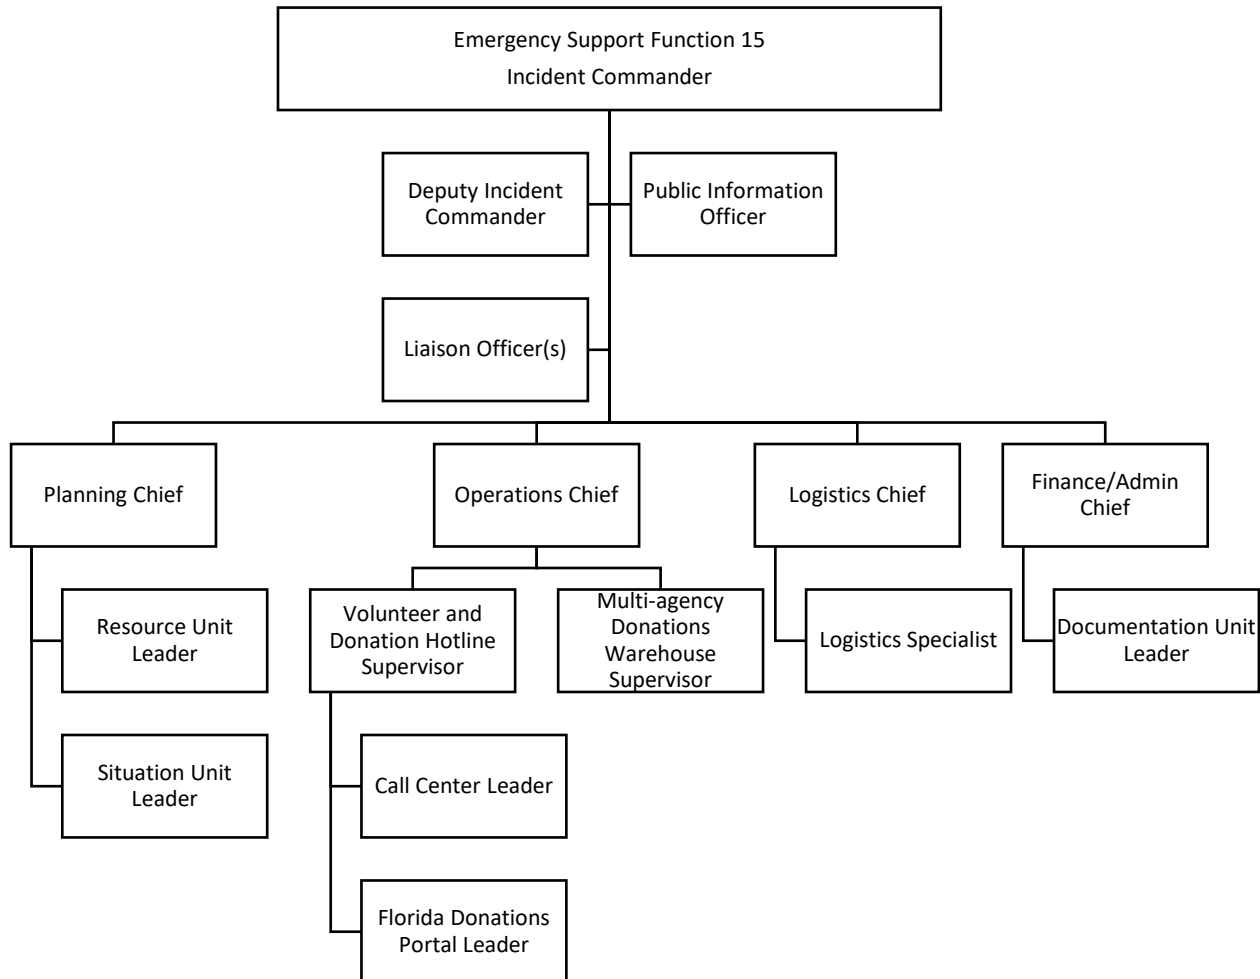 Emergency Support Function 15
Incident Commander
Deputy Incident
Commander
Public Information
Officer
Liaison Officer(s)
Planning Chief
Operations Chief
Logistics Chief
Finance/Admin
Chief
Resource Unit
Leader
Volunteer and
Donation Hotline
Supervisor
Multi-agency
Donations
Warehouse
Supervisor
Logistics Specialist
Documentation Unit
Leader
Situation Unit
Leader
Call Center Leader
Florida Donations
Portal Leader